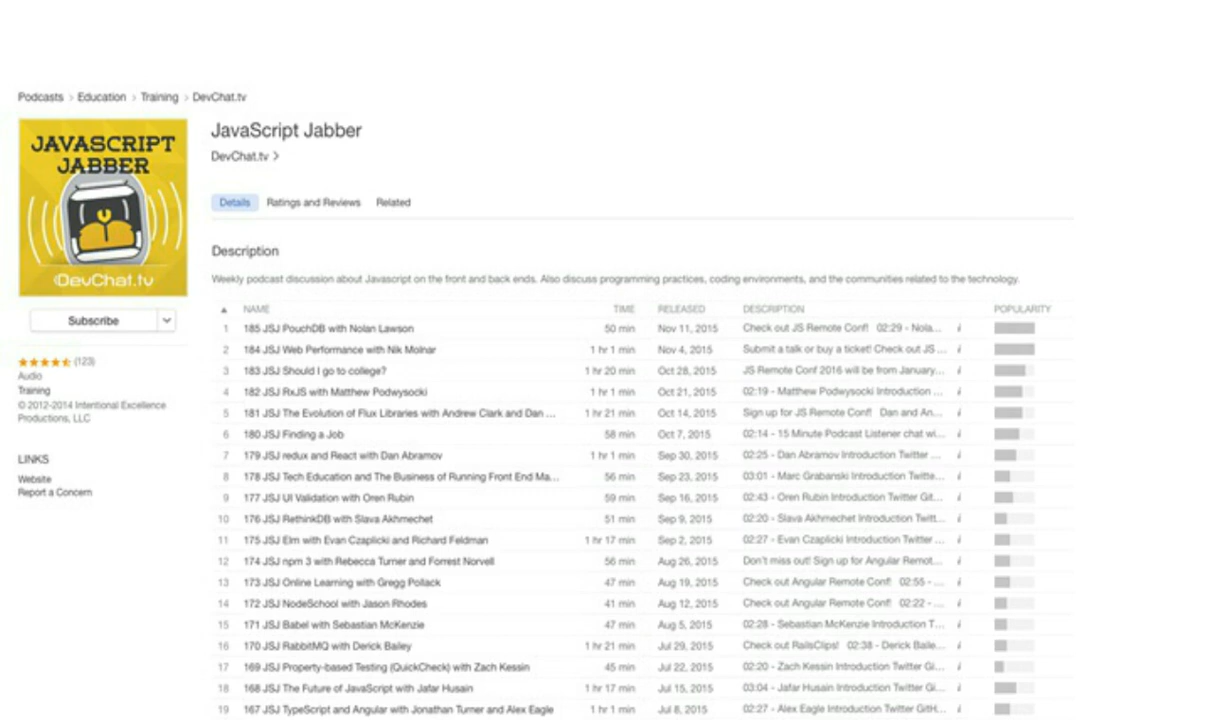 Podcasts > Education > Training > DevChat.tv
JAVASCRIPT
JABBER
DevChat.tv
Subscribe
(123)
Audio
Training
© 2012-2014 Intentional Excellence
Productions, LLC
LINKS
Website
Report a Concern
JavaScript Jabber
DevChat.tv >
Details Ratings and Reviews Related
Description
Weekly podcast discussion about Javascript on the front and back ends. Also discuss programming practices, coding environments, and the communities related to the technology.
▲ NAME TIME RELEASED DESCRIPTION POPULARITY
1 185 JSJ PouchDB with Nolan Lawson 50 min Nov 11, 2015 Check out JS Remote Conf! 02:29 - Nola... i
2 184 JSJ Web Performance with Nik Molnar 1 hr 1 min Nov 4, 2015 Submit a talk or buy a ticket! Check out JS ... i
3 183 JSJ Should I go to college? 1 hr 20 min Oct 28, 2015 JS Remote Conf 2016 will be from January... i
4 182 JSJ RxJS with Matthew Podwysocki 1 hr 1 min Oct 21, 2015 02:19 - Matthew Podwysocki Introduction ... i
5 181 JSJ The Evolution of Flux Libraries with Andrew Clark and Dan ... 1 hr 21 min Oct 14, 2015 Sign up for JS Remote Conf! Dan and An... i
6 180 JSJ Finding a Job 58 min Oct 7, 2015 02:14 - 15 Minute Podcast Listener chat wi... i
7 179 JSJ redux and React with Dan Abramov 1 hr 1 min Sep 30, 2015 02:25 - Dan Abramov Introduction Twitter ... i
8 178 JSJ Tech Education and The Business of Running Front End Ma... 56 min Sep 23, 2015 03:01 - Marc Grabanski Introduction Twitte... i
9 177 JSJ UI Validation with Oren Rubin 59 min Sep 16, 2015 02:43 - Oren Rubin Introduction Twitter Git... i
10 176 JSJ RethinkDB with Slava Akhmechet 51 min Sep 9, 2015 02:20 - Slava Akhmechet Introduction Twitt... i
11 175 JSJ Elm with Evan Czaplicki and Richard Feldman 1 hr 17 min Sep 2, 2015 02:27 - Evan Czaplicki Introduction Twitter ... i
12 174 JSJ npm 3 with Rebecca Turner and Forrest Norvell 56 min Aug 26, 2015 Don't miss out! Sign up for Angular Remot... i
13 173 JSJ Online Learning with Gregg Pollack 47 min Aug 19, 2015 Check out Angular Remote Conf! 02:55 - ... i
14 172 JSJ NodeSchool with Jason Rhodes 41 min Aug 12, 2015 Check out Angular Remote Conf! 02:22 - ... i
15 171 JSJ Babel with Sebastian McKenzie 47 min Aug 5, 2015 02:28 - Sebastian McKenzie Introduction T... i
16 170 JSJ RabbitMQ with Derick Bailey 1 hr 21 min Jul 29, 2015 Check out RailsClips! 02:38 - Derick Baile... i
17 169 JSJ Property-based Testing (QuickCheck) with Zach Kessin 45 min Jul 22, 2015 02:20 - Zach Kessin Introduction Twitter Gi... i
18 168 JSJ The Future of JavaScript with Jafar Husain 1 hr 17 min Jul 15, 2015 03:04 - Jafar Husain Introduction Twitter Gi... i
19 167 JSJ TypeScript and Angular with Jonathan Turner and Alex Eagle 1 hr 1 min Jul 8, 2015 02:27 - Alex Eagle Introduction Twitter GitH... i